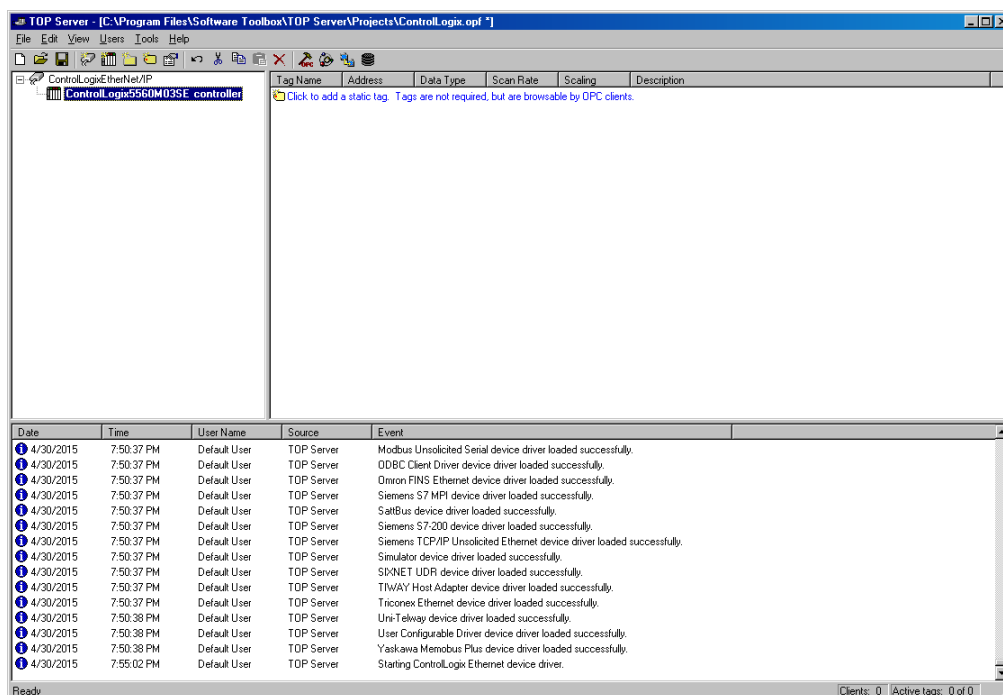 TOP Server - [C:\Program Files\Software Toolbox\TOP Server\Projects\ControlLogix.opf *]
File Edit View Users Tools Help
ControlLogixEtherNet/IP
ControlLogix5560M03SE controller
Tag Name Address Data Type Scan Rate Scaling Description
Click to add a static tag. Tags are not required, but are browsable by OPC clients.
Date Time User Name Source Event
4/30/2015 7:50:37 PM Default User TOP Server Modbus Unsolicited Serial device driver loaded successfully.
4/30/2015 7:50:37 PM Default User TOP Server ODBC Client Driver device driver loaded successfully.
4/30/2015 7:50:37 PM Default User TOP Server Omron FINS Ethernet device driver loaded successfully.
4/30/2015 7:50:37 PM Default User TOP Server Siemens S7 MPI device driver loaded successfully.
4/30/2015 7:50:37 PM Default User TOP Server SattBus device driver loaded successfully.
4/30/2015 7:50:37 PM Default User TOP Server Siemens S7-200 device driver loaded successfully.
4/30/2015 7:50:37 PM Default User TOP Server Siemens TCP/IP Unsolicited Ethernet device driver loaded successfully.
4/30/2015 7:50:37 PM Default User TOP Server Simulator device driver loaded successfully.
4/30/2015 7:50:37 PM Default User TOP Server SIXNET UDR device driver loaded successfully.
4/30/2015 7:50:37 PM Default User TOP Server TIWAY Host Adapter device driver loaded successfully.
4/30/2015 7:50:37 PM Default User TOP Server Triconex Ethernet device driver loaded successfully.
4/30/2015 7:50:38 PM Default User TOP Server Uni-Telway device driver loaded successfully.
4/30/2015 7:50:38 PM Default User TOP Server User Configurable Driver device driver loaded successfully.
4/30/2015 7:50:38 PM Default User TOP Server Yaskawa Memobus Plus device driver loaded successfully.
4/30/2015 7:55:02 PM Default User TOP Server Starting ControlLogix Ethernet device driver.
Ready Clients: 0 Active tags: 0 of 0